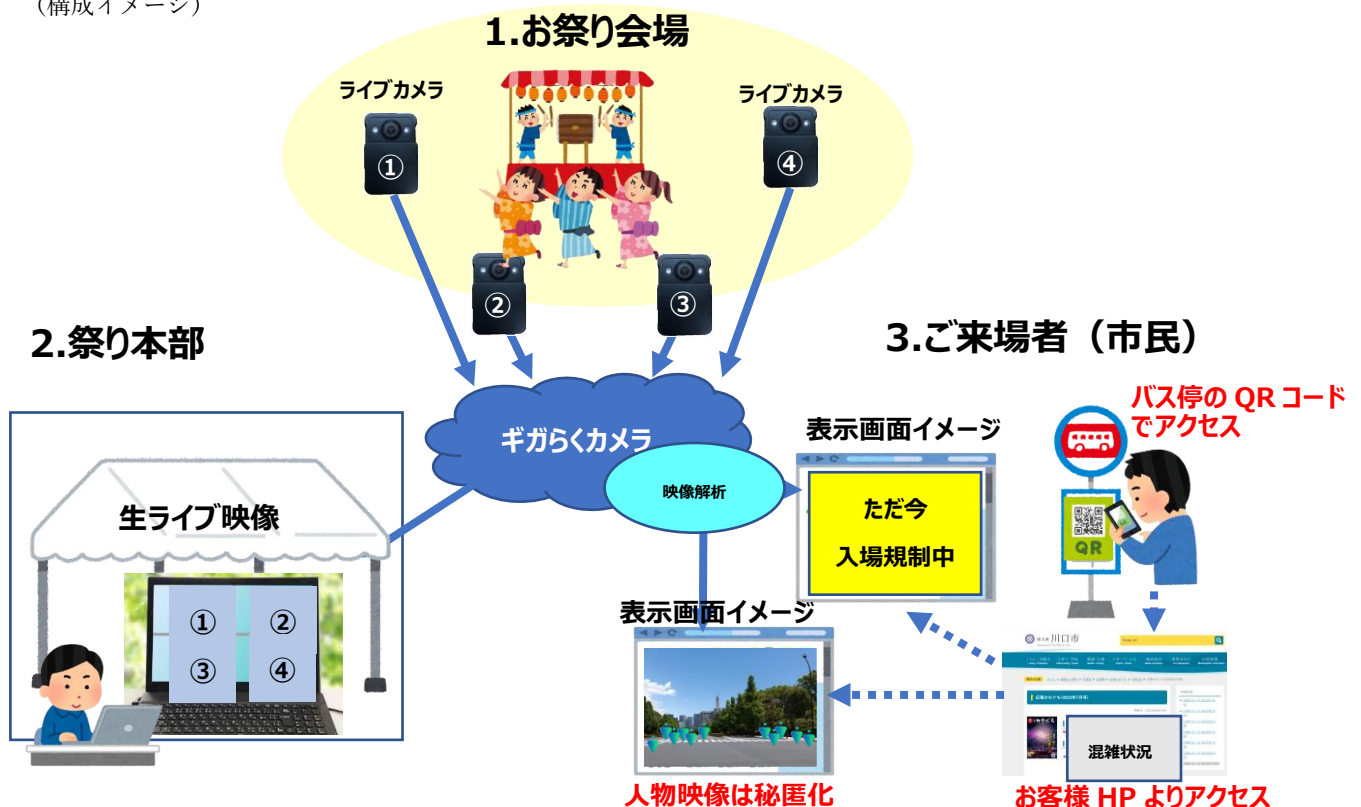 （構成イメージ）
1.お祭り会場
ライブカメラ
ライブカメラ
①
④
②
③
2.祭り本部
3.ご来場者（市民）
バス停の QR コード
でアクセス
ギガらくカメラ
映像解析
表示画面イメージ
ただ今
入場規制中
QR
生ライブ映像
①
②
③
④
表示画面イメージ
川口市
混雑状況
人物映像は秘匿化
お客様 HP よりアクセス